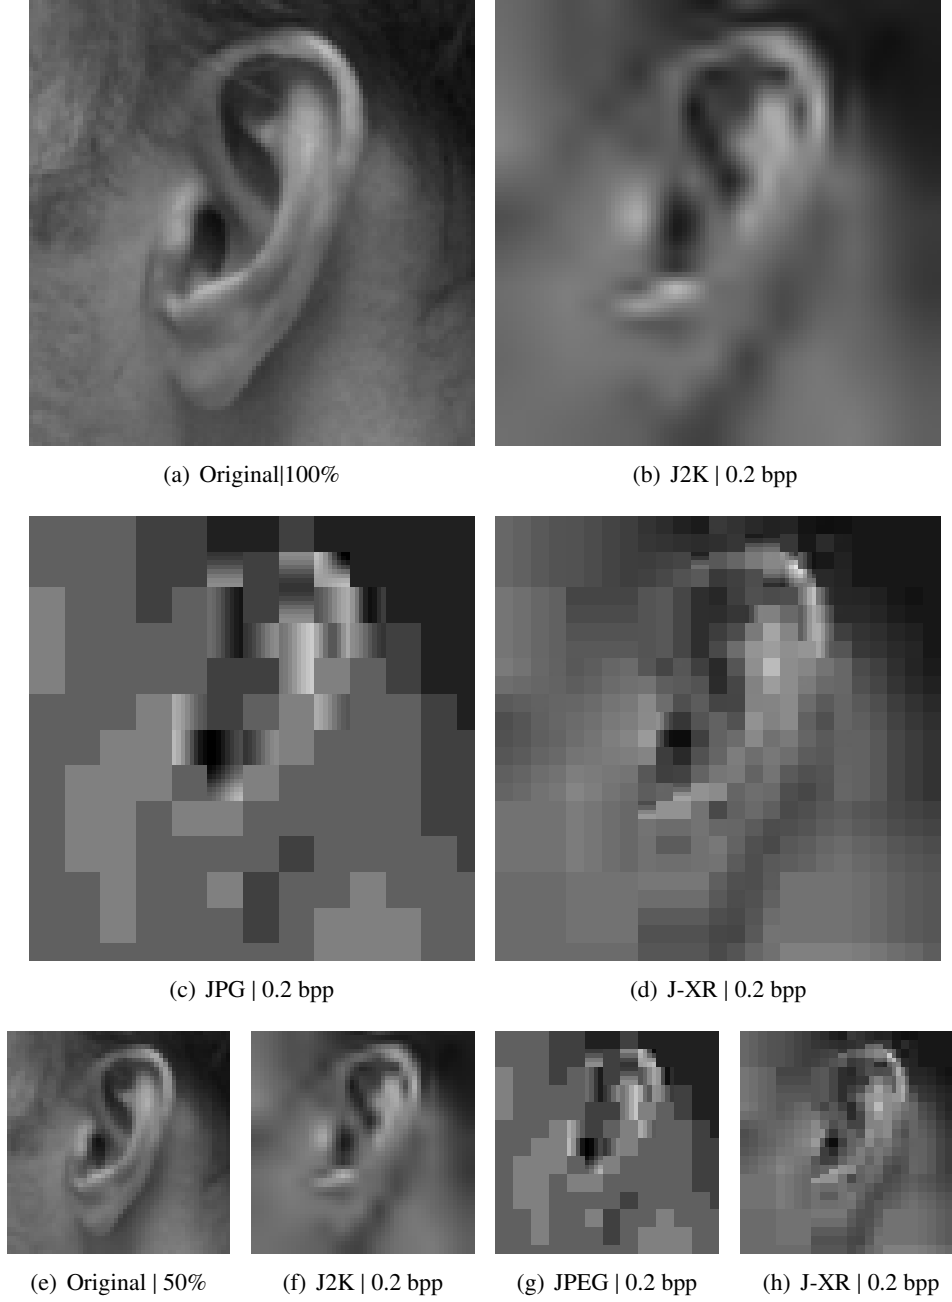 (a) Original|100%
(b) J2K | 0.2 bpp
(c) JPG | 0.2 bpp
(d) J-XR | 0.2 bpp
(e) Original | 50%
(f) J2K | 0.2 bpp
(g) JPEG | 0.2 bpp
(h) J-XR | 0.2 bpp